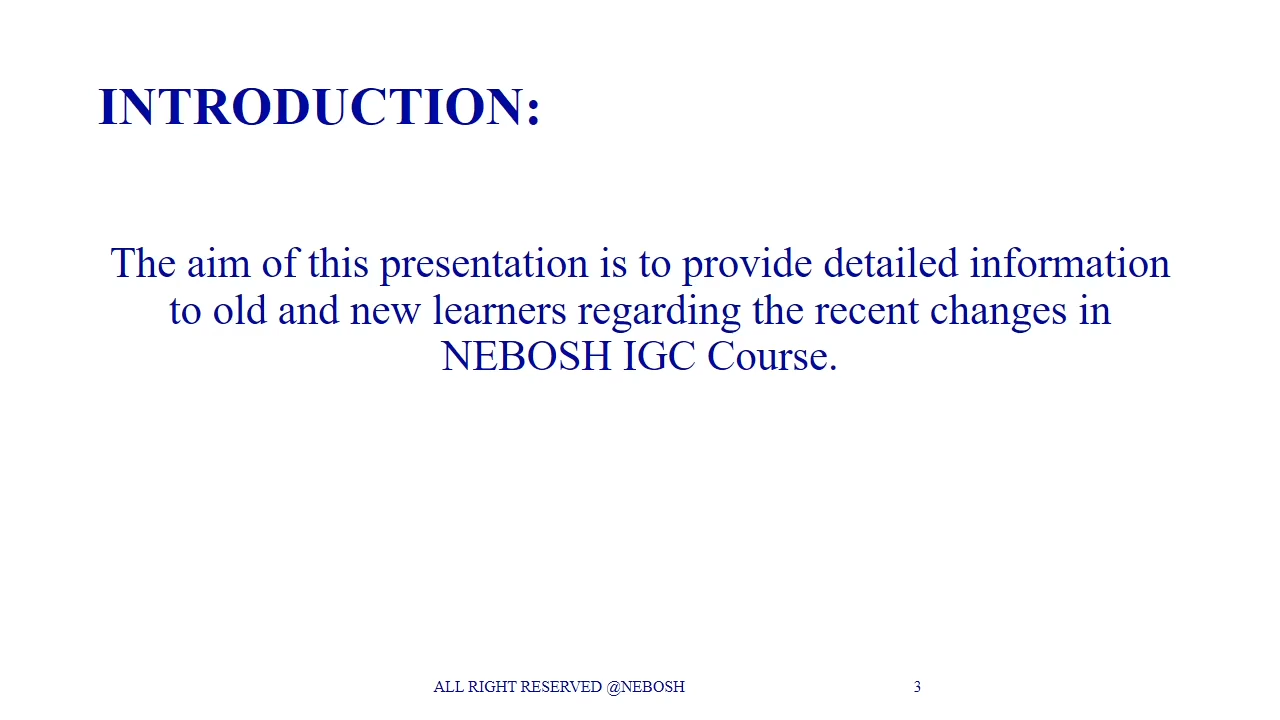 INTRODUCTION:
The aim of this presentation is to provide detailed information
to old and new learners regarding the recent changes in
NEBOSH IGC Course.
ALL RIGHT RESERVED @NEBOSH
3